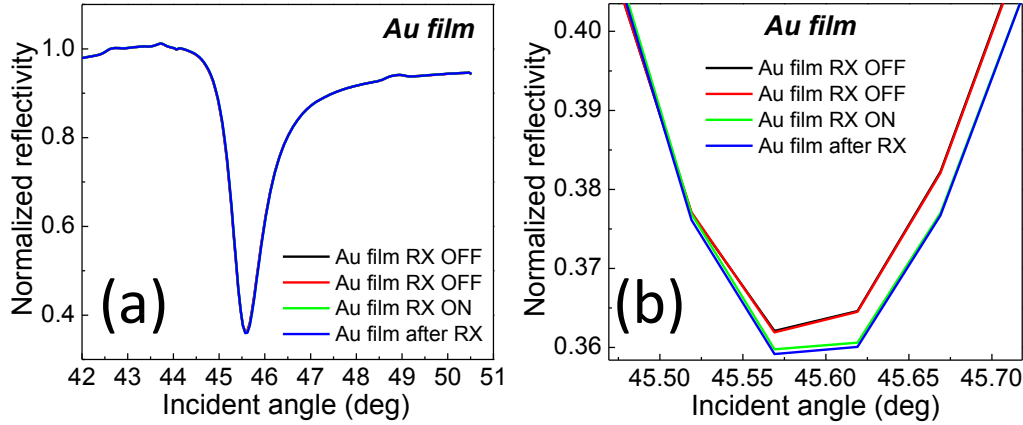 Au film
Normalized reflectivity
1.0
0.8
0.6
0.4
(a)
Au film RX OFF
Au film RX OFF
Au film RX ON
Au film after RX
42 43 44 45 46 47 48 49 50 51
Incident angle (deg)
Au film
Normalized reflectivity
0.40
0.39
0.38
0.37
0.36
Au film RX OFF
Au film RX OFF
Au film RX ON
Au film after RX
(b)
45.50 45.55 45.60 45.65 45.70
Incident angle (deg)